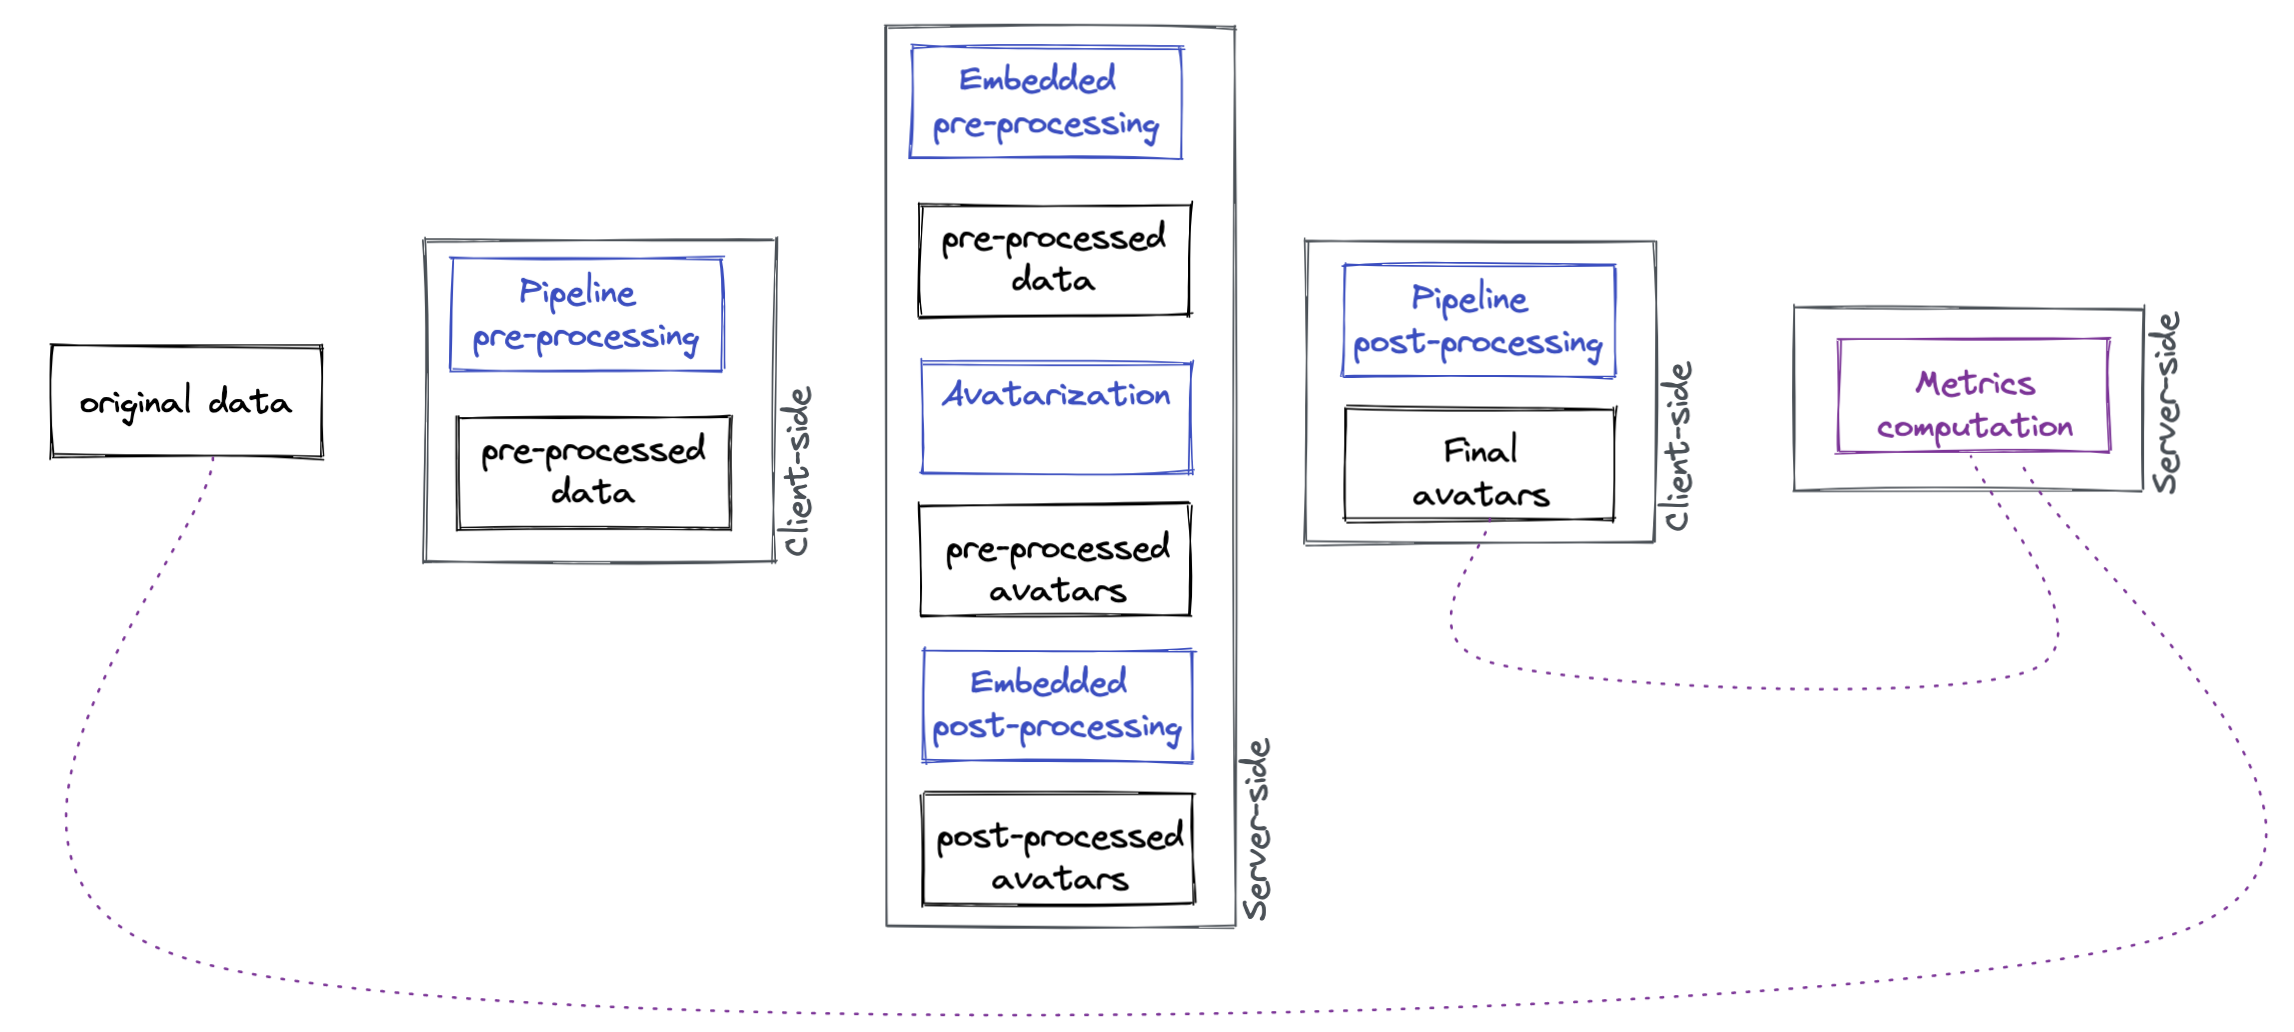 original data
Pipeline
pre-processing
pre-processed
data
Client-side
Embedded
pre-processing
pre-processed
data
Avatarization
pre-processed
avatars
Embedded
post-processing
post-processed
avatars
Server-side
Pipeline
post-processing
Final
avatars
Client-side
Metrics
computation
Server-side